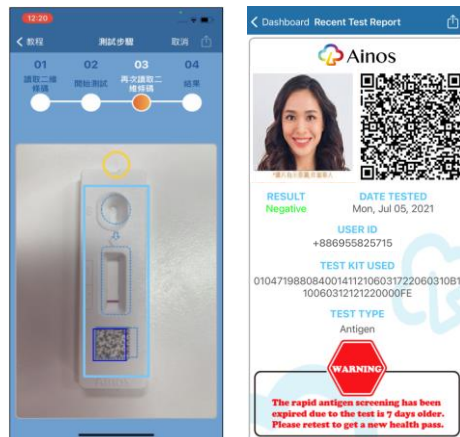 12:20
教程
測試步驟
取消
01
02
03
04
讀取二維
條碼
開始測試
再次讀取二
維條碼
結果
Dashboard Recent Test Report
Ainos
RESULT
Negative
DATE TESTED
Mon, Jul 05, 2021
USER ID
+886955825715
TEST KIT USED
0104719880840014112106031722060310B1
10060312121220000FE
TEST TYPE
Antigen
WARNING
The rapid antigen screening has been
expired due to the test is 7 days older.
Please retest to get a new health pass.